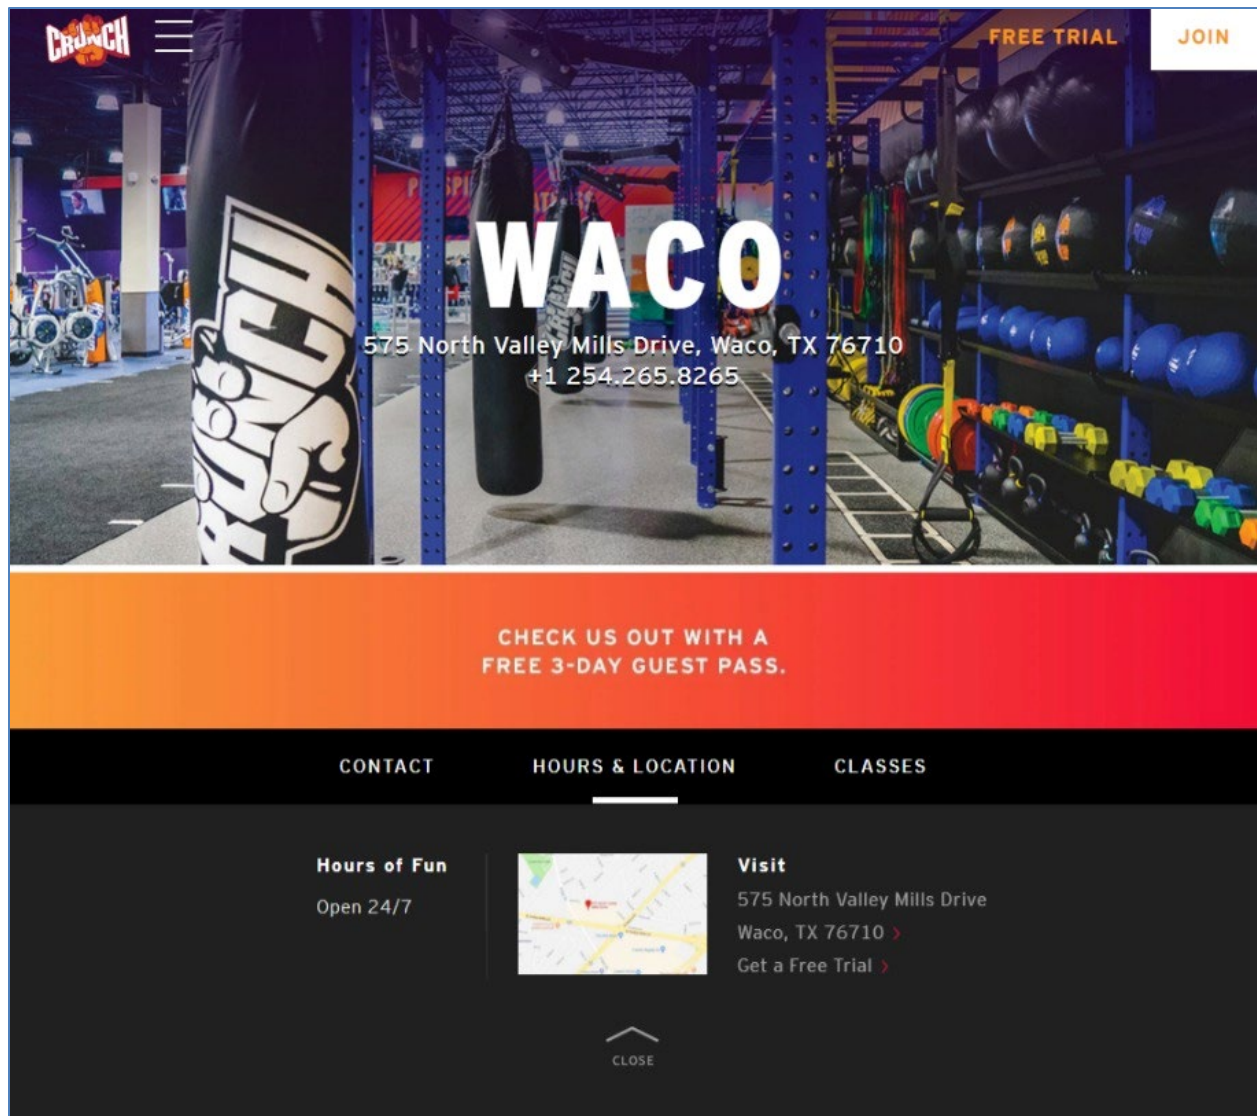 CRUNCH
FREE TRIAL
JOIN
CRUNCH
CRUNCH
WACO
575 North Valley Mills Drive, Waco, TX 76710
+1 254.265.8265
CHECK US OUT WITH A
FREE 3-DAY GUEST PASS.
CONTACT
HOURS & LOCATION
CLASSES
Hours of Fun
Open 24/7
Visit
575 North Valley Mills Drive
Waco, TX 76710 >
Get a Free Trial >
CLOSE